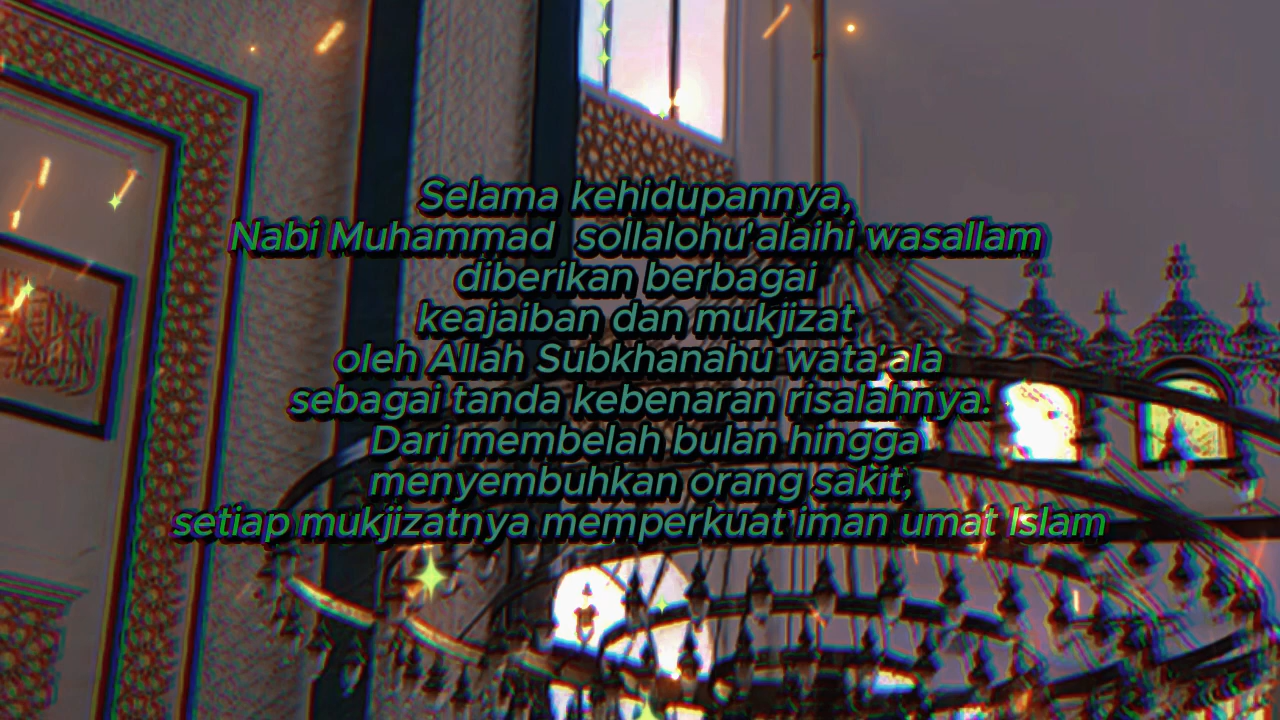 Selama kehidupannya,
Nabi Muhammad sollalohu'alaihi wasallam
diberikan berbagai
keajaiban dan mukjizat
oleh Allah Subkhanahu wata'ala
sebagai tanda kebenaran risalahnya.
Dari membelah bulan hingga
menyembuhkan orang sakit,
setiap mukjizatnya memperkuat iman umat Islam